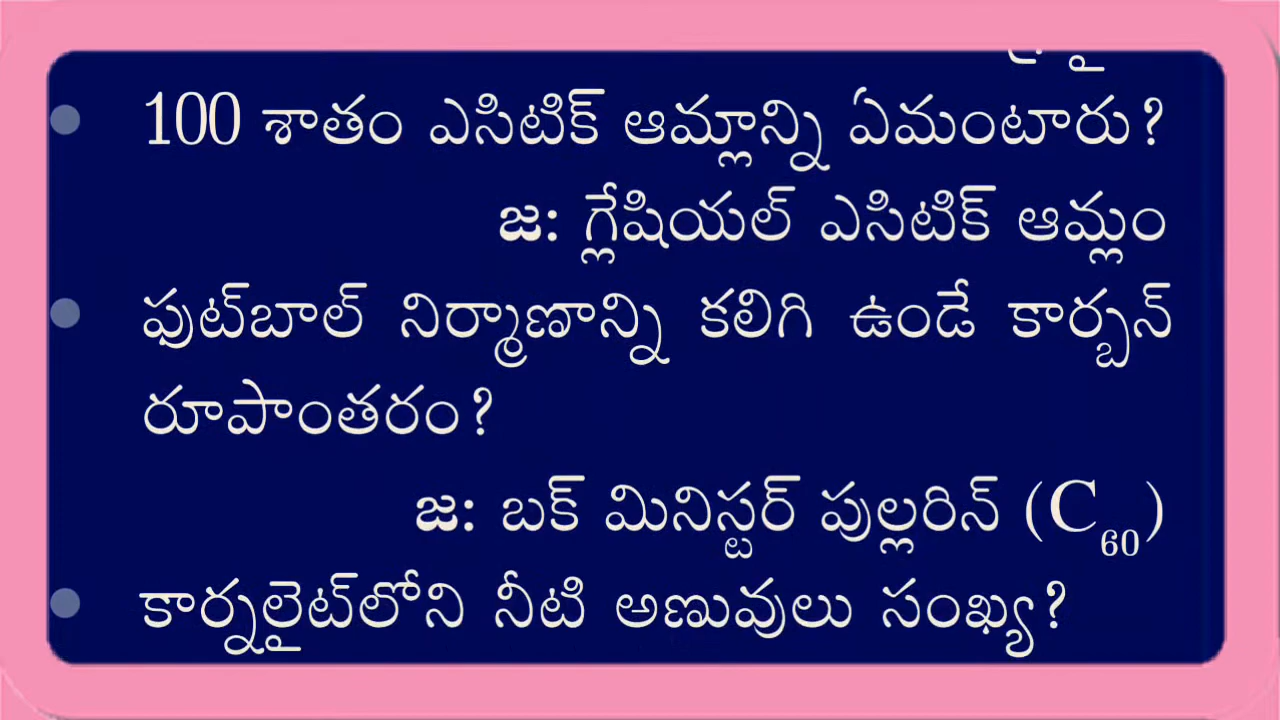 100 శాతం ఎసిటిక్ ఆమ్లాన్ని ఏమంటారు?
జ: గ్లేషియల్ ఎసిటిక్ ఆమ్లం
ఫుట్‌బాల్ నిర్మాణాన్ని కలిగి ఉండే కార్బన్
రూపాంతరం?
జ: బక్ మినిస్టర్ పుల్లరిన్ (C₆₀)
కార్నలైట్‌లోని నీటి అణువులు సంఖ్య?